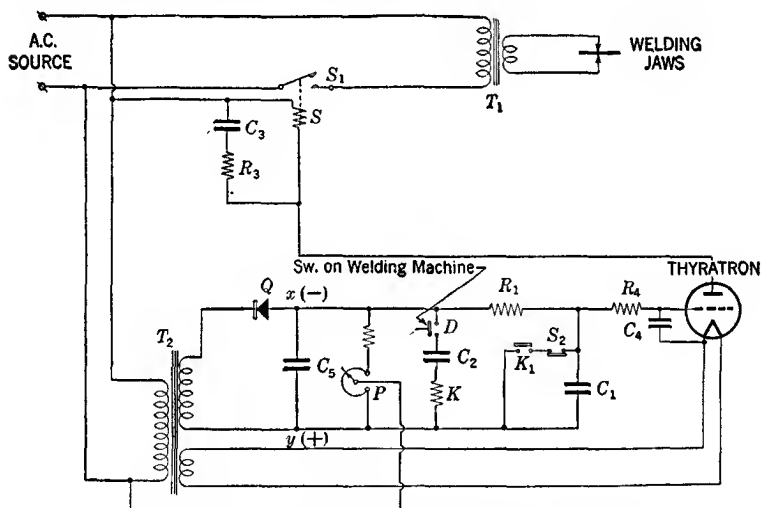 A.C.
SOURCE
S₁
T₁
WELDING
JAWS
C₃
S
R₃
Sw. on Welding Machine
THYRATRON
Q
x (−)
R₁
R₄
D
C₄
T₂
C₅
C₂
S₂
K₁
P
K
C₁
y (+)